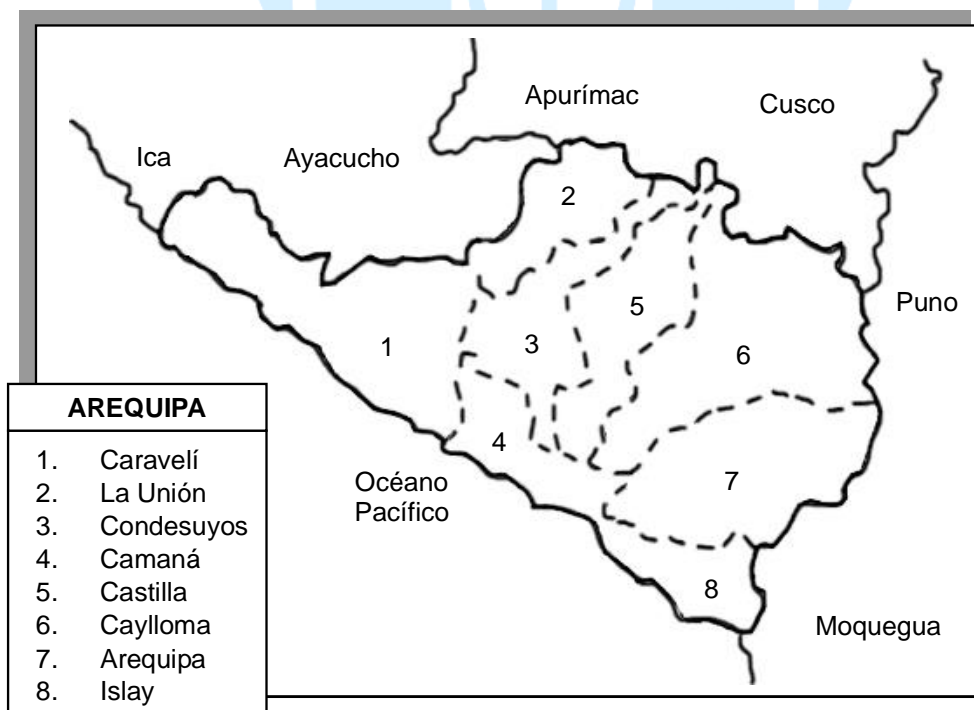 Apurímac
Cusco
Ica
Ayacucho
2
Puno
5
1
3
6
AREQUIPA
1. Caravelí
2. La Unión
3. Condesuyos
4. Camaná
5. Castilla
6. Caylloma
7. Arequipa
8. Islay
4
Océano
Pacífico
7
8
Moquegua